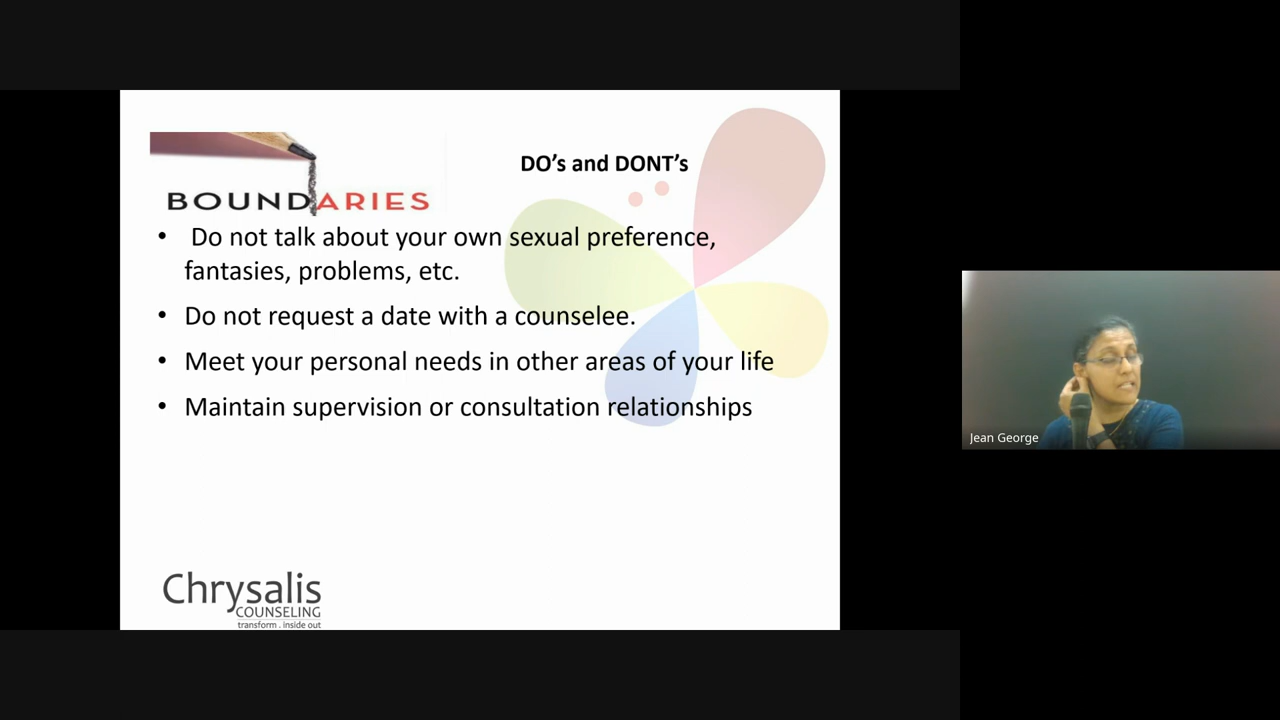 DO’s and DONT’s
BOUNDARIES
• Do not talk about your own sexual preference,
fantasies, problems, etc.
• Do not request a date with a counselee.
• Meet your personal needs in other areas of your life
• Maintain supervision or consultation relationships
Jean George
Chrysalis
COUNSELING
transform . inside out